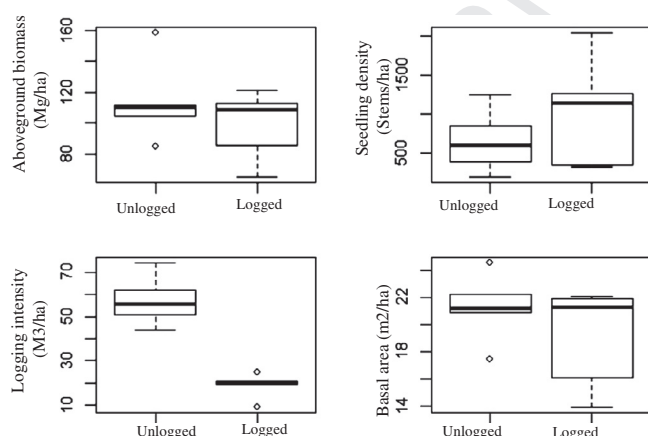 Aboveground biomass
(Mg/ha)
160
120
80
Unlogged
Logged
Seedling density
(Stems/ha)
1500
500
Unlogged
Logged
Logging intensity
(M3/ha)
70
50
30
10
Unlogged
Logged
Basal area (m2/ha)
22
18
14
Unlogged
Logged